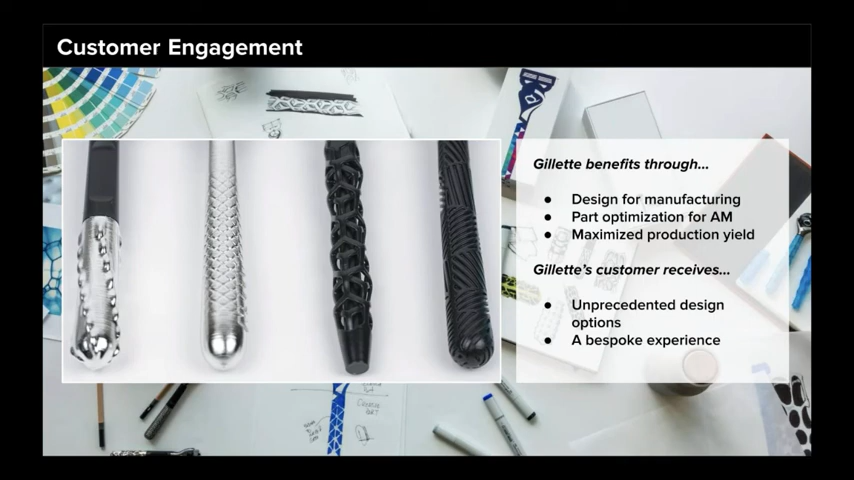 Customer Engagement
Gillette benefits through...
● Design for manufacturing
● Part optimization for AM
● Maximized production yield
Gillette's customer receives...
● Unprecedented design
options
● A bespoke experience